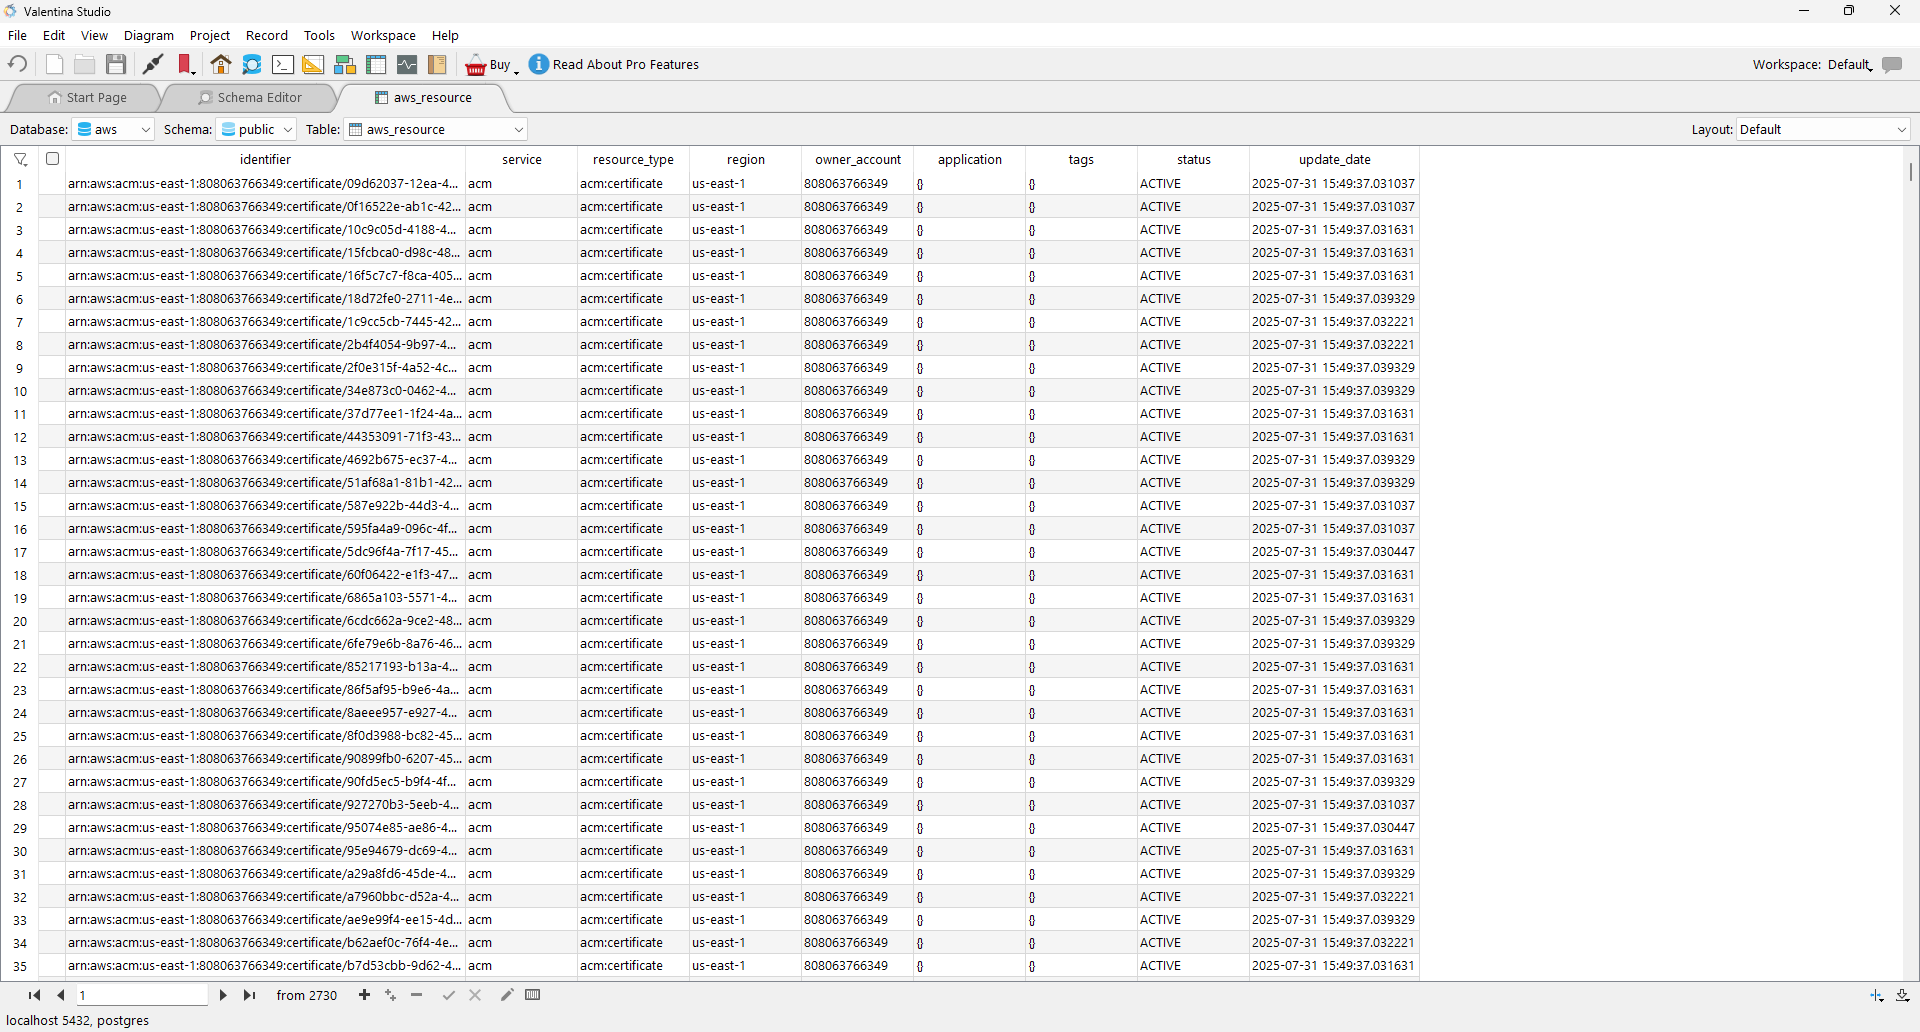 Valentina Studio
File Edit View Diagram Project Record Tools Workspace Help
Buy Read About Pro Features Workspace: Default
Start Page Schema Editor aws_resource
Database: aws Schema: public Table: aws_resource Layout: Default
identifier service resource_type region owner_account application tags status update_date
1 arn:aws:acm:us-east-1:808063766349:certificate/09d62037-12ea-4... acm acm:certificate us-east-1 808063766349 {} {} ACTIVE 2025-07-31 15:49:37.031037
2 arn:aws:acm:us-east-1:808063766349:certificate/0f16522e-ab1c-42... acm acm:certificate us-east-1 808063766349 {} {} ACTIVE 2025-07-31 15:49:37.031037
3 arn:aws:acm:us-east-1:808063766349:certificate/10c9c05d-4188-4... acm acm:certificate us-east-1 808063766349 {} {} ACTIVE 2025-07-31 15:49:37.031631
4 arn:aws:acm:us-east-1:808063766349:certificate/15fcbca0-d98c-48... acm acm:certificate us-east-1 808063766349 {} {} ACTIVE 2025-07-31 15:49:37.031631
5 arn:aws:acm:us-east-1:808063766349:certificate/16f5c7c7-f8ca-405... acm acm:certificate us-east-1 808063766349 {} {} ACTIVE 2025-07-31 15:49:37.031631
6 arn:aws:acm:us-east-1:808063766349:certificate/18d72fe0-2711-4e... acm acm:certificate us-east-1 808063766349 {} {} ACTIVE 2025-07-31 15:49:37.039329
7 arn:aws:acm:us-east-1:808063766349:certificate/1c9cc5cb-7445-42... acm acm:certificate us-east-1 808063766349 {} {} ACTIVE 2025-07-31 15:49:37.032221
8 arn:aws:acm:us-east-1:808063766349:certificate/2b4f4054-9b97-4... acm acm:certificate us-east-1 808063766349 {} {} ACTIVE 2025-07-31 15:49:37.032221
9 arn:aws:acm:us-east-1:808063766349:certificate/2f0e315f-4a52-4c... acm acm:certificate us-east-1 808063766349 {} {} ACTIVE 2025-07-31 15:49:37.039329
10 arn:aws:acm:us-east-1:808063766349:certificate/34e873c0-0462-4... acm acm:certificate us-east-1 808063766349 {} {} ACTIVE 2025-07-31 15:49:37.039329
11 arn:aws:acm:us-east-1:808063766349:certificate/37d77ee1-1f24-4a... acm acm:certificate us-east-1 808063766349 {} {} ACTIVE 2025-07-31 15:49:37.031631
12 arn:aws:acm:us-east-1:808063766349:certificate/44353091-71f3-43... acm acm:certificate us-east-1 808063766349 {} {} ACTIVE 2025-07-31 15:49:37.031631
13 arn:aws:acm:us-east-1:808063766349:certificate/4692b675-ec37-4... acm acm:certificate us-east-1 808063766349 {} {} ACTIVE 2025-07-31 15:49:37.039329
14 arn:aws:acm:us-east-1:808063766349:certificate/51af68a1-81b1-42... acm acm:certificate us-east-1 808063766349 {} {} ACTIVE 2025-07-31 15:49:37.039329
15 arn:aws:acm:us-east-1:808063766349:certificate/587e922b-44d3-4... acm acm:certificate us-east-1 808063766349 {} {} ACTIVE 2025-07-31 15:49:37.031037
16 arn:aws:acm:us-east-1:808063766349:certificate/595fa4a9-096c-4f... acm acm:certificate us-east-1 808063766349 {} {} ACTIVE 2025-07-31 15:49:37.031037
17 arn:aws:acm:us-east-1:808063766349:certificate/5dc96f4a-7f17-45... acm acm:certificate us-east-1 808063766349 {} {} ACTIVE 2025-07-31 15:49:37.030447
18 arn:aws:acm:us-east-1:808063766349:certificate/60f06422-e1f3-47... acm acm:certificate us-east-1 808063766349 {} {} ACTIVE 2025-07-31 15:49:37.031631
19 arn:aws:acm:us-east-1:808063766349:certificate/6865a103-5571-4... acm acm:certificate us-east-1 808063766349 {} {} ACTIVE 2025-07-31 15:49:37.031631
20 arn:aws:acm:us-east-1:808063766349:certificate/6cdc662a-9ce2-48... acm acm:certificate us-east-1 808063766349 {} {} ACTIVE 2025-07-31 15:49:37.039329
21 arn:aws:acm:us-east-1:808063766349:certificate/6fe79e6b-8a76-46... acm acm:certificate us-east-1 808063766349 {} {} ACTIVE 2025-07-31 15:49:37.039329
22 arn:aws:acm:us-east-1:808063766349:certificate/85217193-b13a-4... acm acm:certificate us-east-1 808063766349 {} {} ACTIVE 2025-07-31 15:49:37.031631
23 arn:aws:acm:us-east-1:808063766349:certificate/86f5af95-b9e6-4a... acm acm:certificate us-east-1 808063766349 {} {} ACTIVE 2025-07-31 15:49:37.031631
24 arn:aws:acm:us-east-1:808063766349:certificate/8aeee957-e927-4... acm acm:certificate us-east-1 808063766349 {} {} ACTIVE 2025-07-31 15:49:37.031631
25 arn:aws:acm:us-east-1:808063766349:certificate/8f0d3988-bc82-45... acm acm:certificate us-east-1 808063766349 {} {} ACTIVE 2025-07-31 15:49:37.031631
26 arn:aws:acm:us-east-1:808063766349:certificate/90899fb0-6207-45... acm acm:certificate us-east-1 808063766349 {} {} ACTIVE 2025-07-31 15:49:37.031631
27 arn:aws:acm:us-east-1:808063766349:certificate/90fd5ec5-b9f4-4f... acm acm:certificate us-east-1 808063766349 {} {} ACTIVE 2025-07-31 15:49:37.039329
28 arn:aws:acm:us-east-1:808063766349:certificate/927270b3-5eeb-4... acm acm:certificate us-east-1 808063766349 {} {} ACTIVE 2025-07-31 15:49:37.031037
29 arn:aws:acm:us-east-1:808063766349:certificate/95074e85-ae86-4... acm acm:certificate us-east-1 808063766349 {} {} ACTIVE 2025-07-31 15:49:37.030447
30 arn:aws:acm:us-east-1:808063766349:certificate/95e94679-dc69-4... acm acm:certificate us-east-1 808063766349 {} {} ACTIVE 2025-07-31 15:49:37.031631
31 arn:aws:acm:us-east-1:808063766349:certificate/a29a8fd6-45de-4... acm acm:certificate us-east-1 808063766349 {} {} ACTIVE 2025-07-31 15:49:37.039329
32 arn:aws:acm:us-east-1:808063766349:certificate/a7960bbc-d52a-4... acm acm:certificate us-east-1 808063766349 {} {} ACTIVE 2025-07-31 15:49:37.032221
33 arn:aws:acm:us-east-1:808063766349:certificate/ae9e99f4-ee15-4d... acm acm:certificate us-east-1 808063766349 {} {} ACTIVE 2025-07-31 15:49:37.039329
34 arn:aws:acm:us-east-1:808063766349:certificate/b62aef0c-76f4-4e... acm acm:certificate us-east-1 808063766349 {} {} ACTIVE 2025-07-31 15:49:37.032221
35 arn:aws:acm:us-east-1:808063766349:certificate/b7d53cbb-9d62-4... acm acm:certificate us-east-1 808063766349 {} {} ACTIVE 2025-07-31 15:49:37.031631
1 from 2730
localhost 5432, postgres